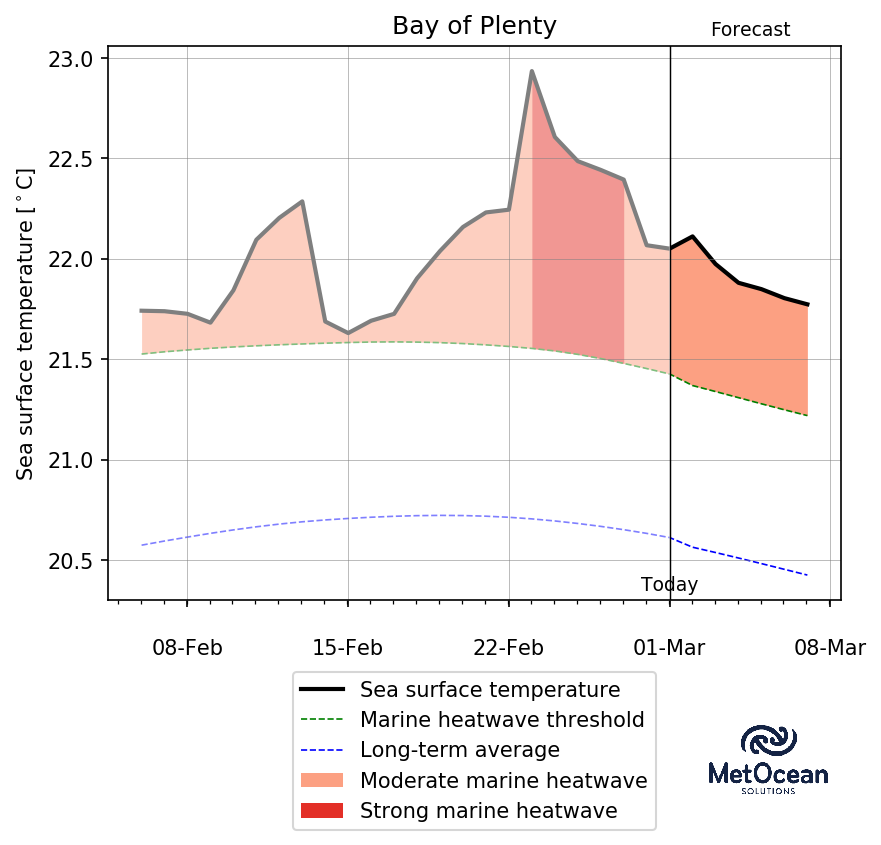 Bay of Plenty
Forecast
Sea surface temperature [°C]
23.0
22.5
22.0
21.5
21.0
20.5
Today
08-Feb 15-Feb 22-Feb 01-Mar 08-Mar
Sea surface temperature
Marine heatwave threshold
Long-term average
Moderate marine heatwave
Strong marine heatwave
MetOcean
SOLUTIONS